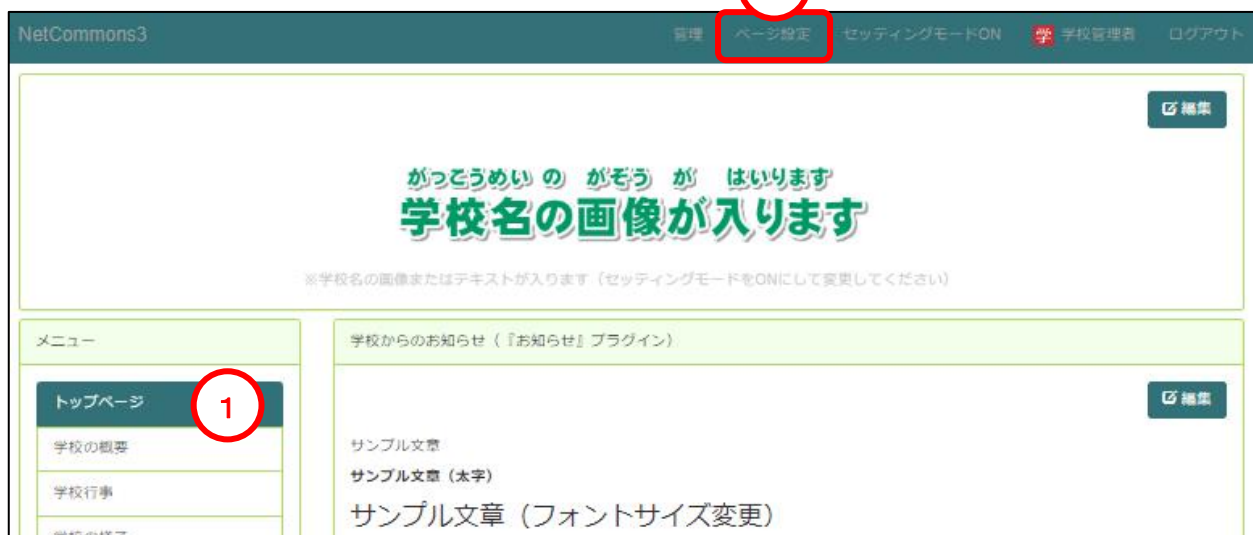 NetCommons3 管理 ページ設定 セッティングモードON 学 学校管理者 ログアウト
編集
がっこうめい の がぞう が はいります
学校名の画像が入ります
※学校名の画像またはテキストが入ります（セッティングモードをONにして変更してください）
メニュー
トップページ
1
学校の概要
学校行事
学校の様子
学校からのお知らせ（『お知らせ』プラグイン）
編集
サンプル文章
サンプル文章（太字）
サンプル文章（フォントサイズ変更）